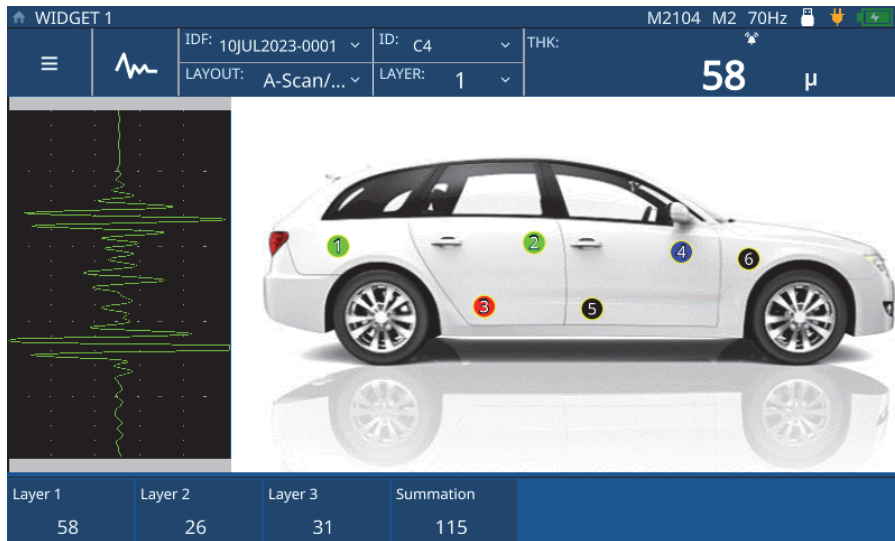 WIDGET 1
M2104 M2 70Hz
IDF: 10JUL2023-0001
ID: C4
THK:
58 µ
LAYOUT: A-Scan/...
LAYER: 1
1
2
3
4
5
6
Layer 1
Layer 2
Layer 3
Summation
58
26
31
115